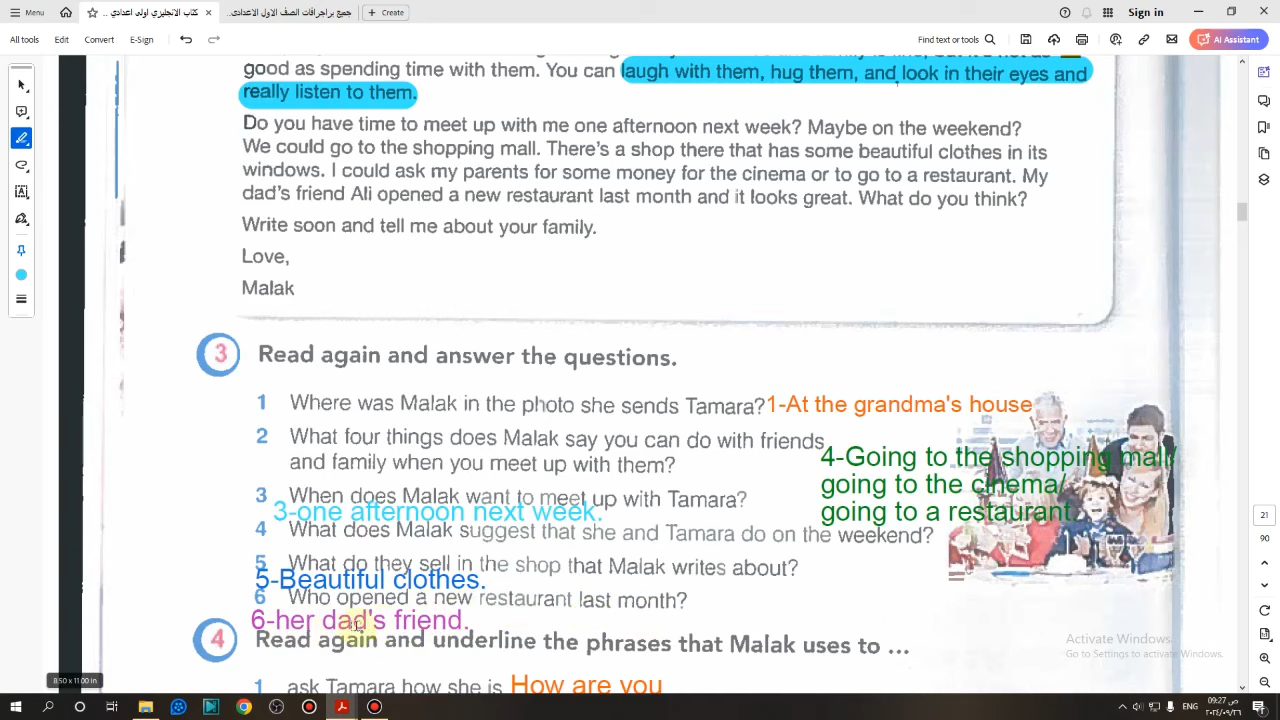 Menu
كتاب الانجليزي اولى اعدادي ..
جميع براجرافات الصف الاول الاعدادى..
Create
Sign in
All tools
Edit
Convert
E-Sign
Find text or tools
AI Assistant
good as spending time with them. You can laugh with them, hug them, and look in their eyes and
really listen to them.
Do you have time to meet up with me one afternoon next week? Maybe on the weekend?
We could go to the shopping mall. There's a shop there that has some beautiful clothes in its
windows. I could ask my parents for some money for the cinema or to go to a restaurant. My
dad's friend Ali opened a new restaurant last month and it looks great. What do you think?
Write soon and tell me about your family.
Love,
Malak
3 Read again and answer the questions.
1 Where was Malak in the photo she sends Tamara? 1-At the grandma's house
2 What four things does Malak say you can do with friends
and family when you meet up with them?
4-Going to the shopping mall/
going to the cinema/
going to a restaurant.
3 When does Malak want to meet up with Tamara?
3-one afternoon next week.
4 What does Malak suggest that she and Tamara do on the weekend?
5 What do they sell in the shop that Malak writes about?
5-Beautiful clothes.
6 Who opened a new restaurant last month?
6-her dad's friend.
4 Read again and underline the phrases that Malak uses to ...
1 ask Tamara how she is How are you
21
90
Activate Windows
Go to Settings to activate Windows.
8.50 x 11.00 in
ENG
09:27 ص